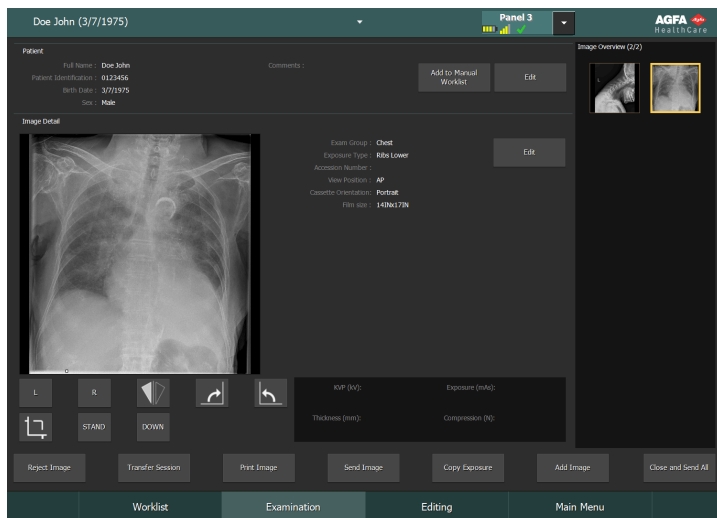 Doe John (3/7/1975)
Panel 3
AGFA
HealthCare
Patient
Full Name : Doe John
Patient Identification : 0123456
Birth Date : 3/7/1975
Sex : Male
Comments :
Add to Manual
Worklist
Edit
Image Overview (2/2)
L
Image Detail
Exam Group : Chest
Exposure Type : Ribs Lower
Accession Number :
View Position : AP
Cassette Orientation: Portrait
Film size : 14INx17IN
Edit
L
R
STAND
DOWN
KVP (kV):
Exposure (mAs):
Thickness (mm):
Compression (N):
Reject Image
Transfer Session
Print Image
Send Image
Copy Exposure
Add Image
Close and Send All
Worklist
Examination
Editing
Main Menu